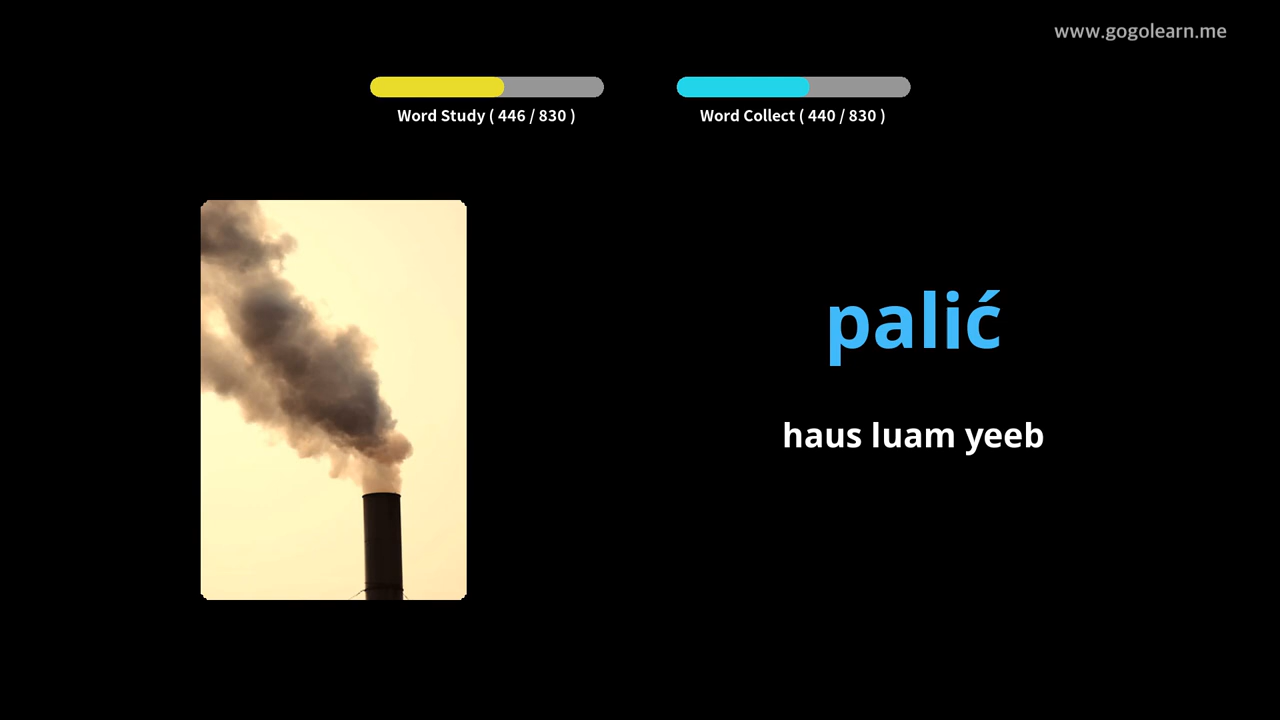 www.gogolearn.me
Word Study ( 446 / 830 )
Word Collect ( 440 / 830 )
palić
haus luam yeeb